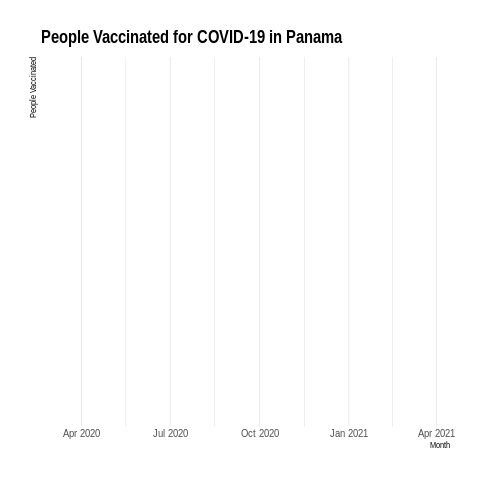 People Vaccinated for COVID-19 in Panama
People Vaccinated
Apr 2020 Jul 2020 Oct 2020 Jan 2021 Apr 2021
Month